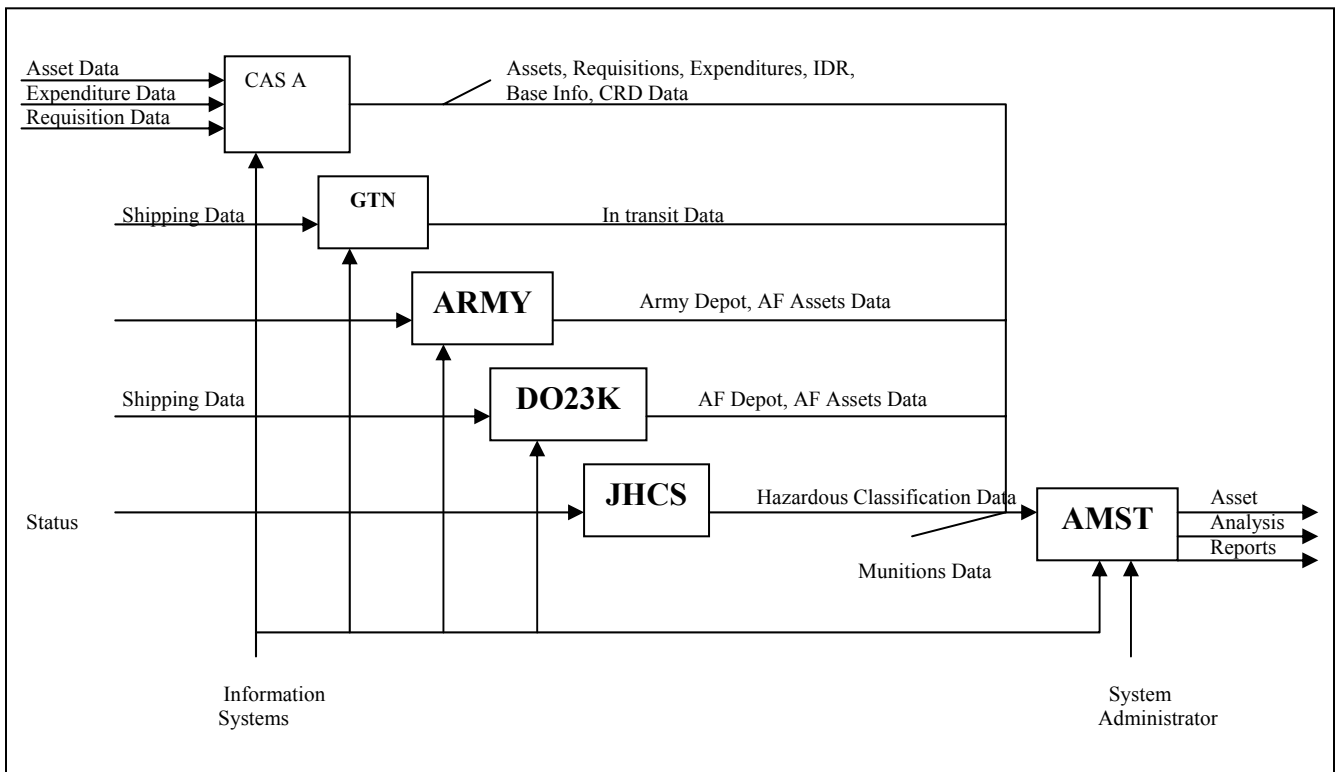 Asset Data
Expenditure Data
Requisition Data
CAS A
Assets, Requisitions, Expenditures, IDR,
Base Info, CRD Data
Shipping Data
GTN
In transit Data
ARMY
Army Depot, AF Assets Data
Shipping Data
DO23K
AF Depot, AF Assets Data
Status
JHCS
Hazardous Classification Data
Munitions Data
AMST
Asset
Analysis
Reports
Information
Systems
System
Administrator